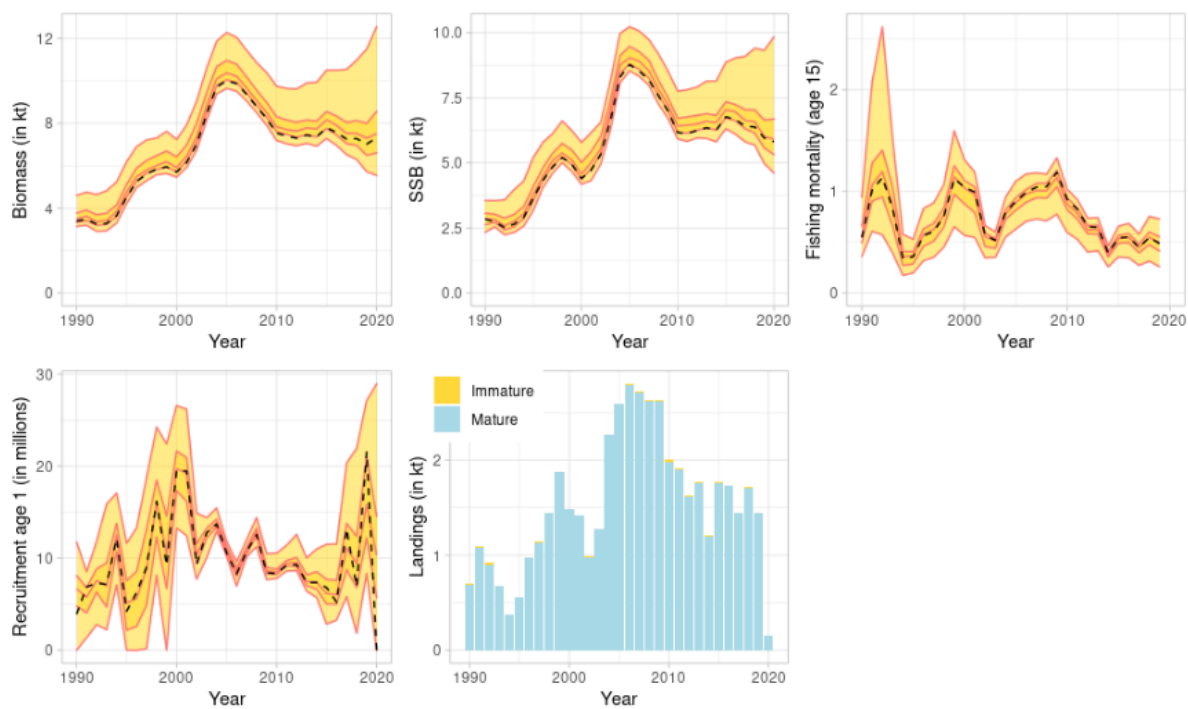 Biomass (in kt)
12
8
4
0
1990 2000 2010 2020
Year
SSB (in kt)
10.0
7.5
5.0
2.5
0.0
1990 2000 2010 2020
Year
Fishing mortality (age 15)
2
1
0
1990 2000 2010 2020
Year
Recruitment age 1 (in millions)
30
20
10
0
1990 2000 2010 2020
Year
Immature
Mature
Landings (in kt)
2
1
0
1990 2000 2010 2020
Year